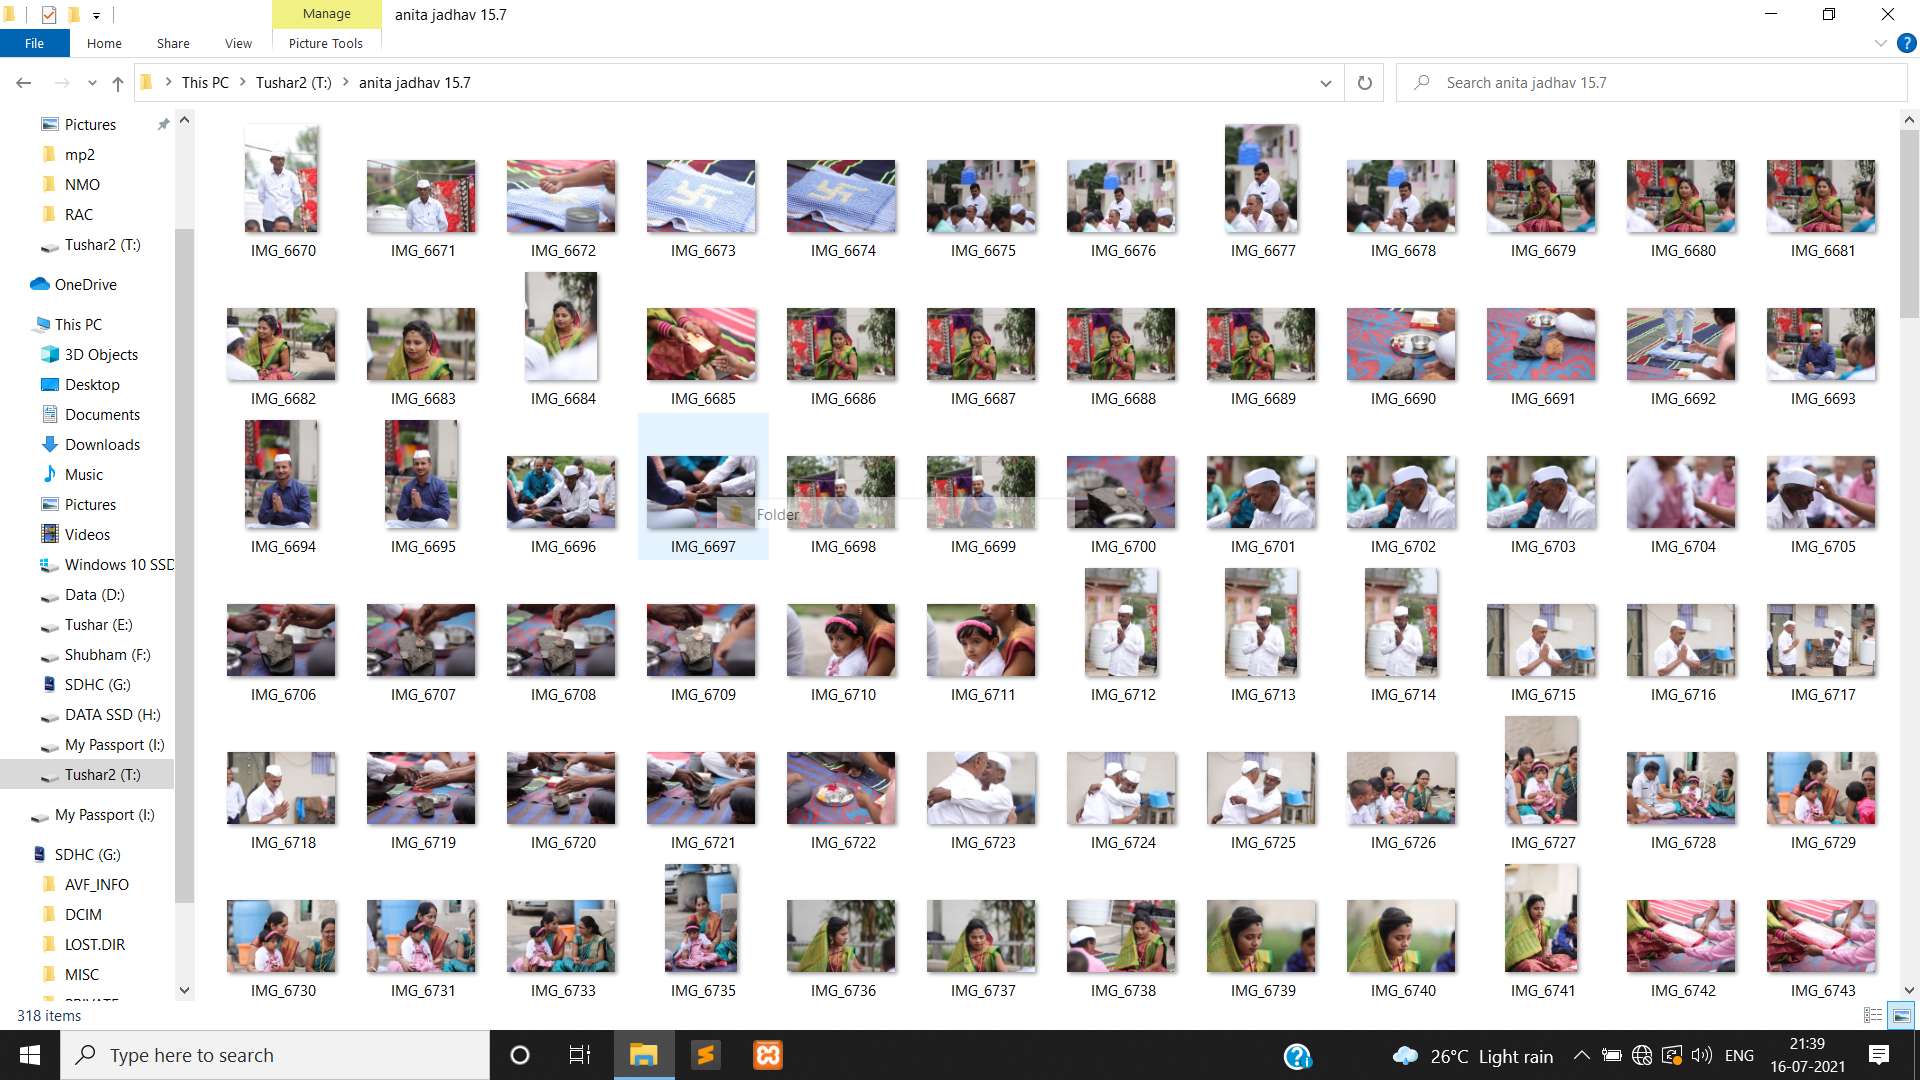 Manage
anita jadhav 15.7
File
Home
Share
View
Picture Tools
This PC
Tushar2 (T:)
anita jadhav 15.7
Search anita jadhav 15.7
Pictures
mp2
NMO
RAC
Tushar2 (T:)
OneDrive
This PC
3D Objects
Desktop
Documents
Downloads
Music
Pictures
Videos
Windows 10 SSD
Data (D:)
Tushar (E:)
Shubham (F:)
SDHC (G:)
DATA SSD (H:)
My Passport (I:)
Tushar2 (T:)
My Passport (I:)
SDHC (G:)
AVF_INFO
DCIM
LOST.DIR
MISC
IMG_6670 IMG_6671 IMG_6672 IMG_6673 IMG_6674 IMG_6675 IMG_6676 IMG_6677 IMG_6678 IMG_6679 IMG_6680 IMG_6681
IMG_6682 IMG_6683 IMG_6684 IMG_6685 IMG_6686 IMG_6687 IMG_6688 IMG_6689 IMG_6690 IMG_6691 IMG_6692 IMG_6693
Folder
IMG_6694 IMG_6695 IMG_6696 IMG_6697 IMG_6698 IMG_6699 IMG_6700 IMG_6701 IMG_6702 IMG_6703 IMG_6704 IMG_6705
IMG_6706 IMG_6707 IMG_6708 IMG_6709 IMG_6710 IMG_6711 IMG_6712 IMG_6713 IMG_6714 IMG_6715 IMG_6716 IMG_6717
IMG_6718 IMG_6719 IMG_6720 IMG_6721 IMG_6722 IMG_6723 IMG_6724 IMG_6725 IMG_6726 IMG_6727 IMG_6728 IMG_6729
IMG_6730 IMG_6731 IMG_6733 IMG_6735 IMG_6736 IMG_6737 IMG_6738 IMG_6739 IMG_6740 IMG_6741 IMG_6742 IMG_6743
318 items
Type here to search
26°C Light rain
ENG
21:39
16-07-2021